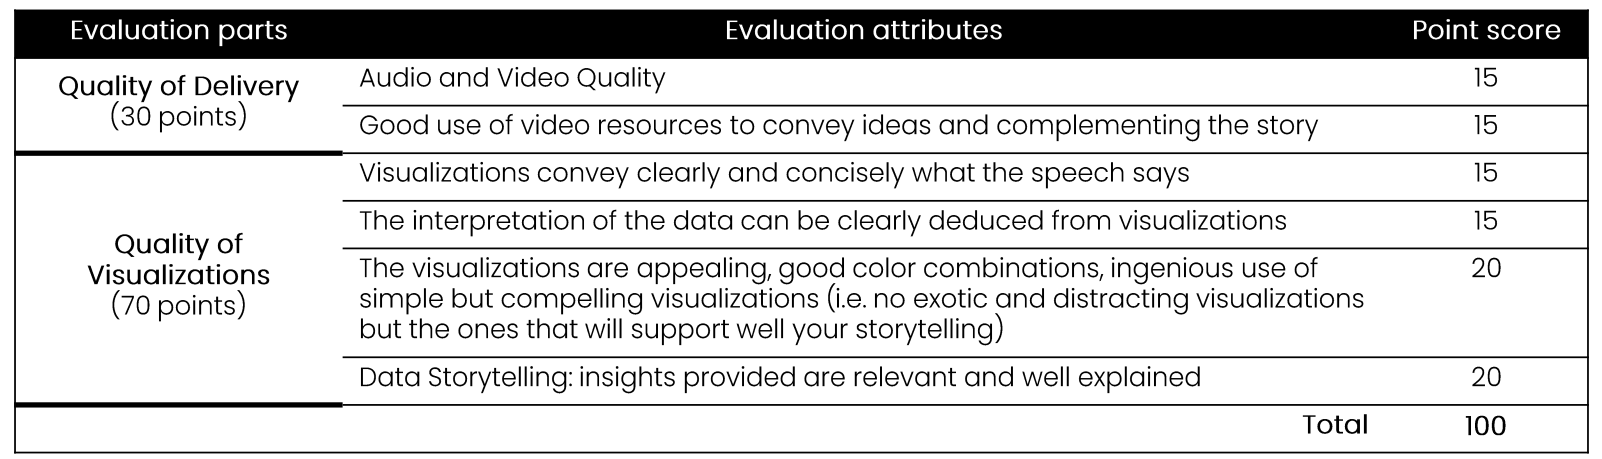 Evaluation parts Evaluation attributes Point score
Quality of Delivery
(30 points)
Audio and Video Quality 15
Good use of video resources to convey ideas and complementing the story 15
Quality of
Visualizations
(70 points)
Visualizations convey clearly and concisely what the speech says 15
The interpretation of the data can be clearly deduced from visualizations 15
The visualizations are appealing, good color combinations, ingenious use of 20
simple but compelling visualizations (i.e. no exotic and distracting visualizations
but the ones that will support well your storytelling)
Data Storytelling: insights provided are relevant and well explained 20
Total 100